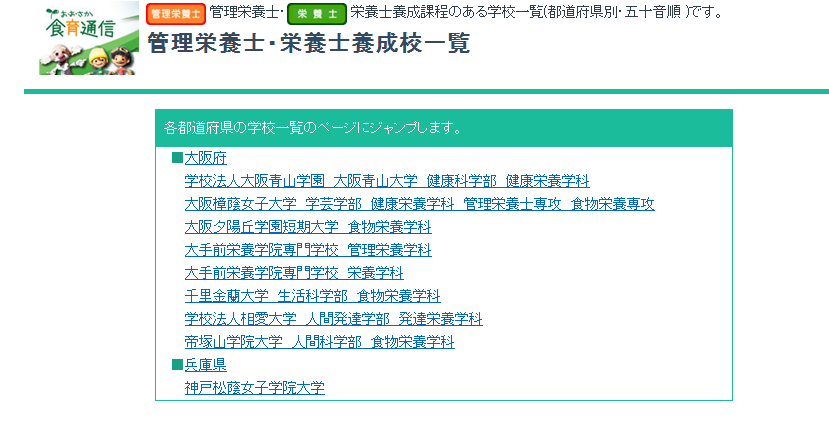 おおさか
食育通信
管理栄養士 管理栄養士・栄養士 栄養士養成課程のある学校一覧(都道府県別・五十音順 )です。
管理栄養士・栄養士養成校一覧
各都道府県の学校一覧のページにジャンプします。
■大阪府
学校法人大阪青山学園　大阪青山大学　健康科学部　健康栄養学科
大阪樟蔭女子大学　学芸学部　健康栄養学科　管理栄養士専攻　食物栄養専攻
大阪夕陽丘学園短期大学　食物栄養学科
大手前栄養学院専門学校　管理栄養学科
大手前栄養学院専門学校　栄養学科
千里金蘭大学　生活科学部　食物栄養学科
学校法人相愛大学　人間発達学部　発達栄養学科
帝塚山学院大学　人間科学部　食物栄養学科
■兵庫県
神戸松蔭女子学院大学